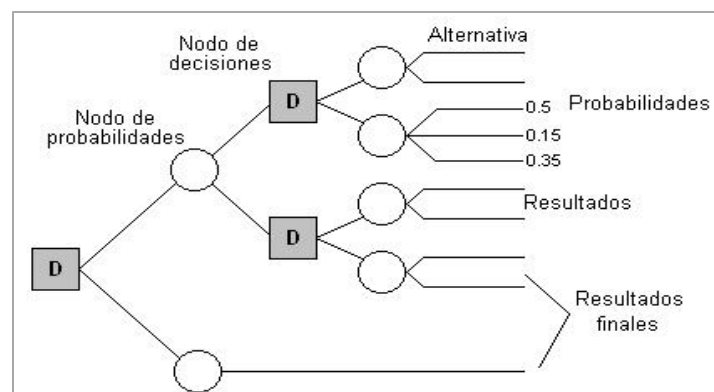 Nodo de
decisiones
Alternativa
D
Nodo de
probabilidades
0.5
Probabilidades
0.15
0.35
D
Resultados
D
Resultados
finales